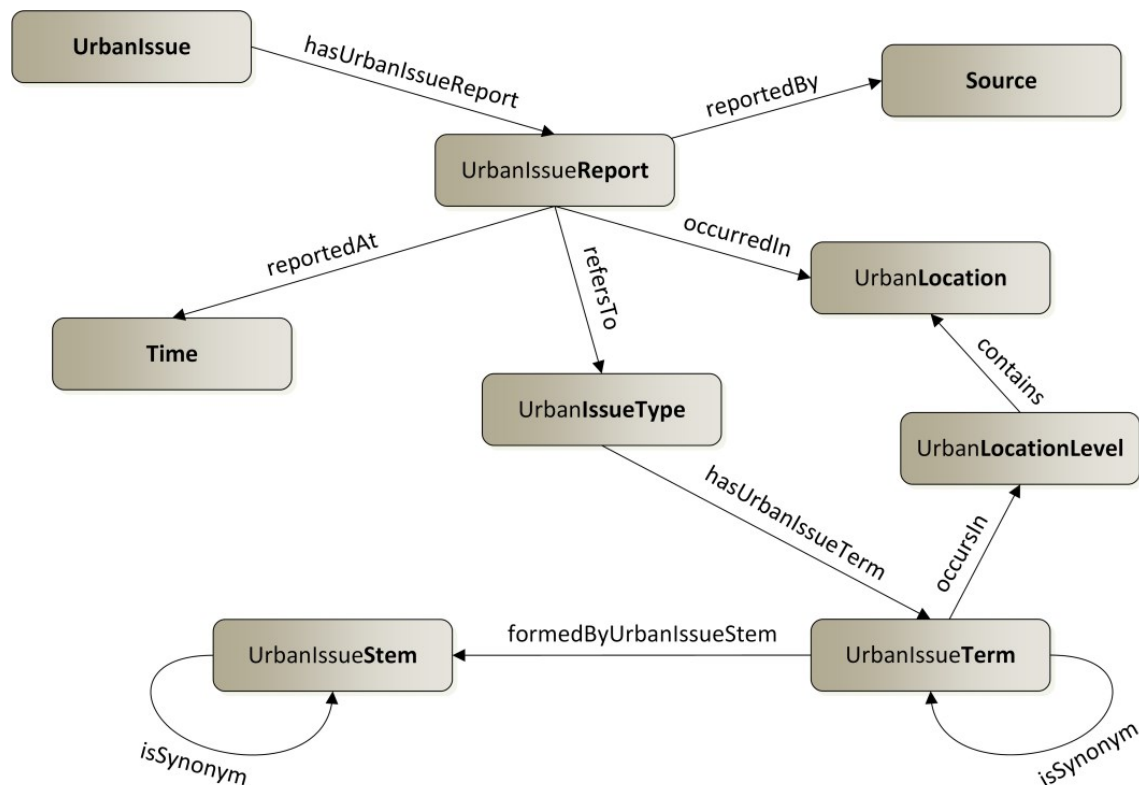 UrbanIssue
hasUrbanIssueReport
reportedBy
Source
UrbanIssueReport
reportedAt
refersTo
occurredIn
UrbanLocation
Time
contains
UrbanIssueType
UrbanLocationLevel
hasUrbanIssueTerm
occursIn
formedByUrbanIssueStem
UrbanIssueStem
UrbanIssueTerm
isSynonym
isSynonym